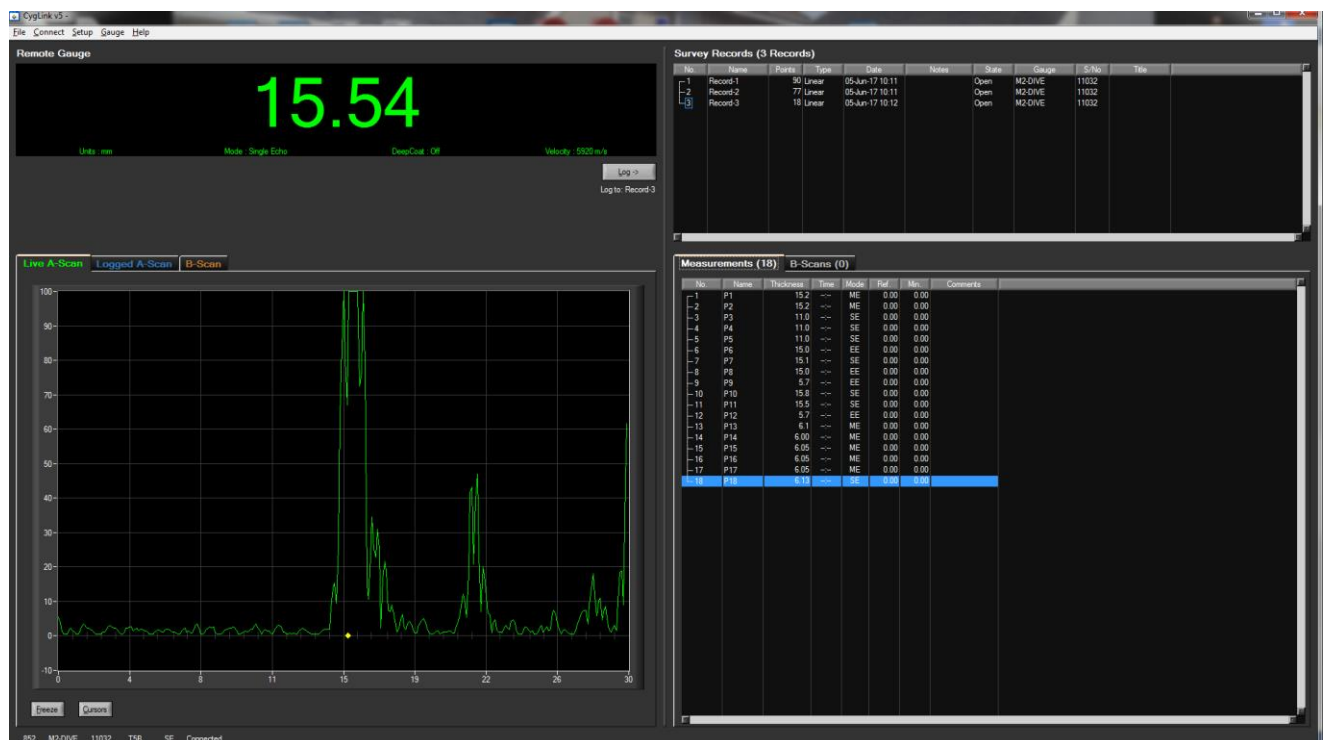 CygLink v5 -
File Connect Setup Gauge Help
Remote Gauge
15.54
Units : mm Mode : Single Echo DeepCoat : Off Velocity : 5920 m/s
Log ->
Log to: Record-3
Survey Records (3 Records)
No. Name Points Type Date Notes State Gauge S/No Title
1 Record-1 90 Linear 05-Jun-17 10:11 Open M2-DIVE 11032
2 Record-2 77 Linear 05-Jun-17 10:11 Open M2-DIVE 11032
3 Record-3 18 Linear 05-Jun-17 10:12 Open M2-DIVE 11032
Live A-Scan Logged A-Scan B-Scan
100
90
80
70
60
50
40
30
20
10
0
-10
0 4 8 11 15 19 22 26 30
Freeze Cursors
Measurements (18) B-Scans (0)
No. Name Thickness Time Mode Ref. Min. Comments
1 P1 15.2 --:-- ME 0.00 0.00
2 P2 15.2 --:-- ME 0.00 0.00
3 P3 11.0 --:-- SE 0.00 0.00
4 P4 11.0 --:-- SE 0.00 0.00
5 P5 11.0 --:-- SE 0.00 0.00
6 P6 15.0 --:-- EE 0.00 0.00
7 P7 15.1 --:-- SE 0.00 0.00
8 P8 15.0 --:-- EE 0.00 0.00
9 P9 5.7 --:-- EE 0.00 0.00
10 P10 15.8 --:-- SE 0.00 0.00
11 P11 15.5 --:-- SE 0.00 0.00
12 P12 5.7 --:-- EE 0.00 0.00
13 P13 6.1 --:-- ME 0.00 0.00
14 P14 6.00 --:-- ME 0.00 0.00
15 P15 6.05 --:-- ME 0.00 0.00
16 P16 6.05 --:-- ME 0.00 0.00
17 P17 6.05 --:-- ME 0.00 0.00
18 P18 6.13 --:-- SE 0.00 0.00
852 M2-DIVE 11032 T5B SE Connected